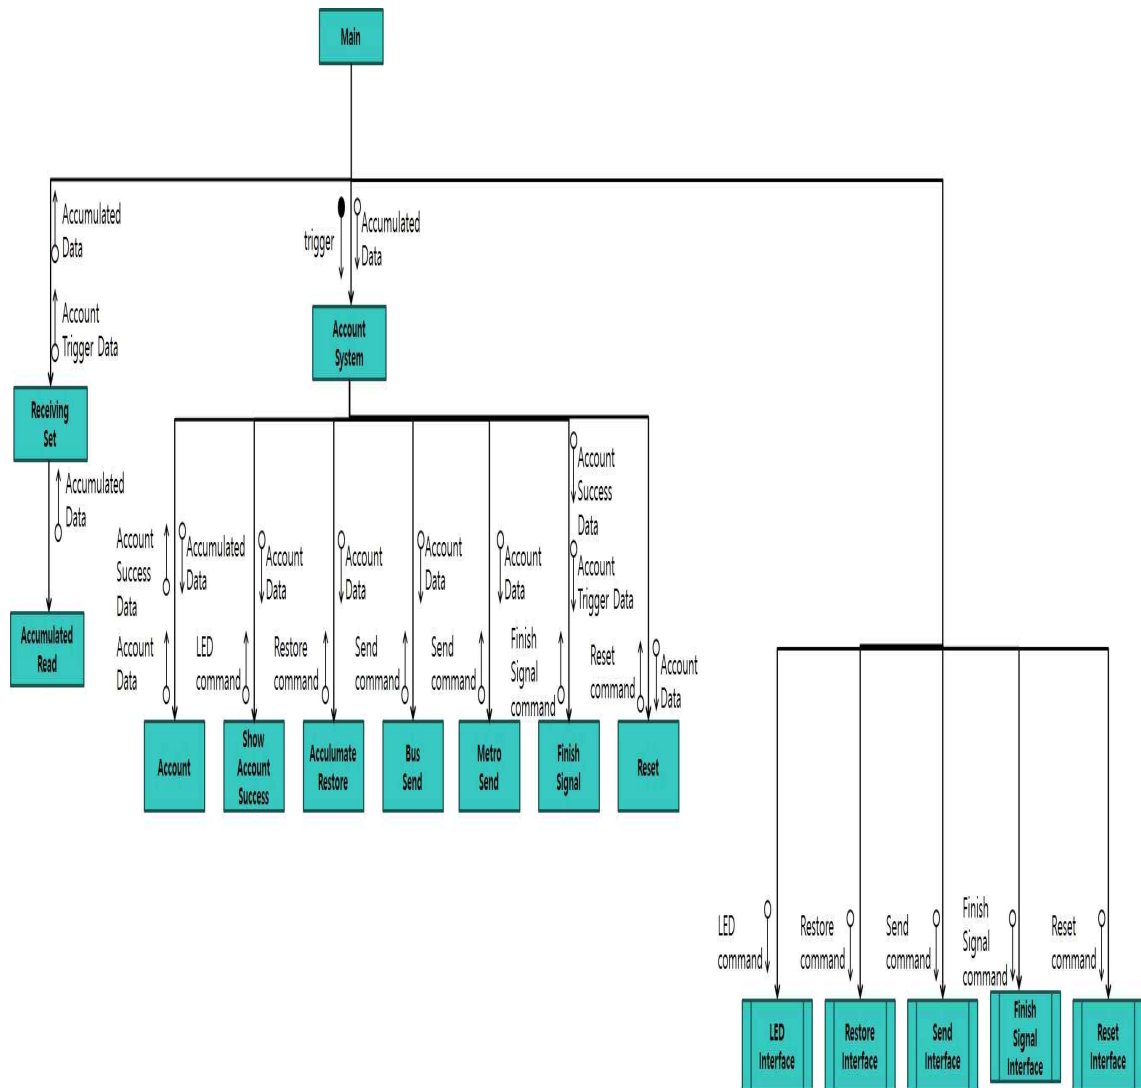 Main
Accumulated
Data
trigger
Accumulated
Data
Account
Trigger Data
Account
System
Receiving
Set
Accumulated
Data
Account
Success
Data
Account
Success
Data
Accumulated
Data
Account
Data
Account
Data
Account
Data
Account
Data
Account
Trigger Data
Accumulated
Read
Account
Data
LED
command
Restore
command
Send
command
Send
command
Finish
Signal
command
Reset
command
Account
Data
Account
Show
Account
Success
Acculumate
Restore
Bus
Send
Metro
Send
Finish
Signal
Reset
LED
command
Restore
command
Send
command
Finish
Signal
command
Reset
command
LED
Interface
Restore
Interface
Send
Interface
Finish
Signal
Interface
Reset
Interface